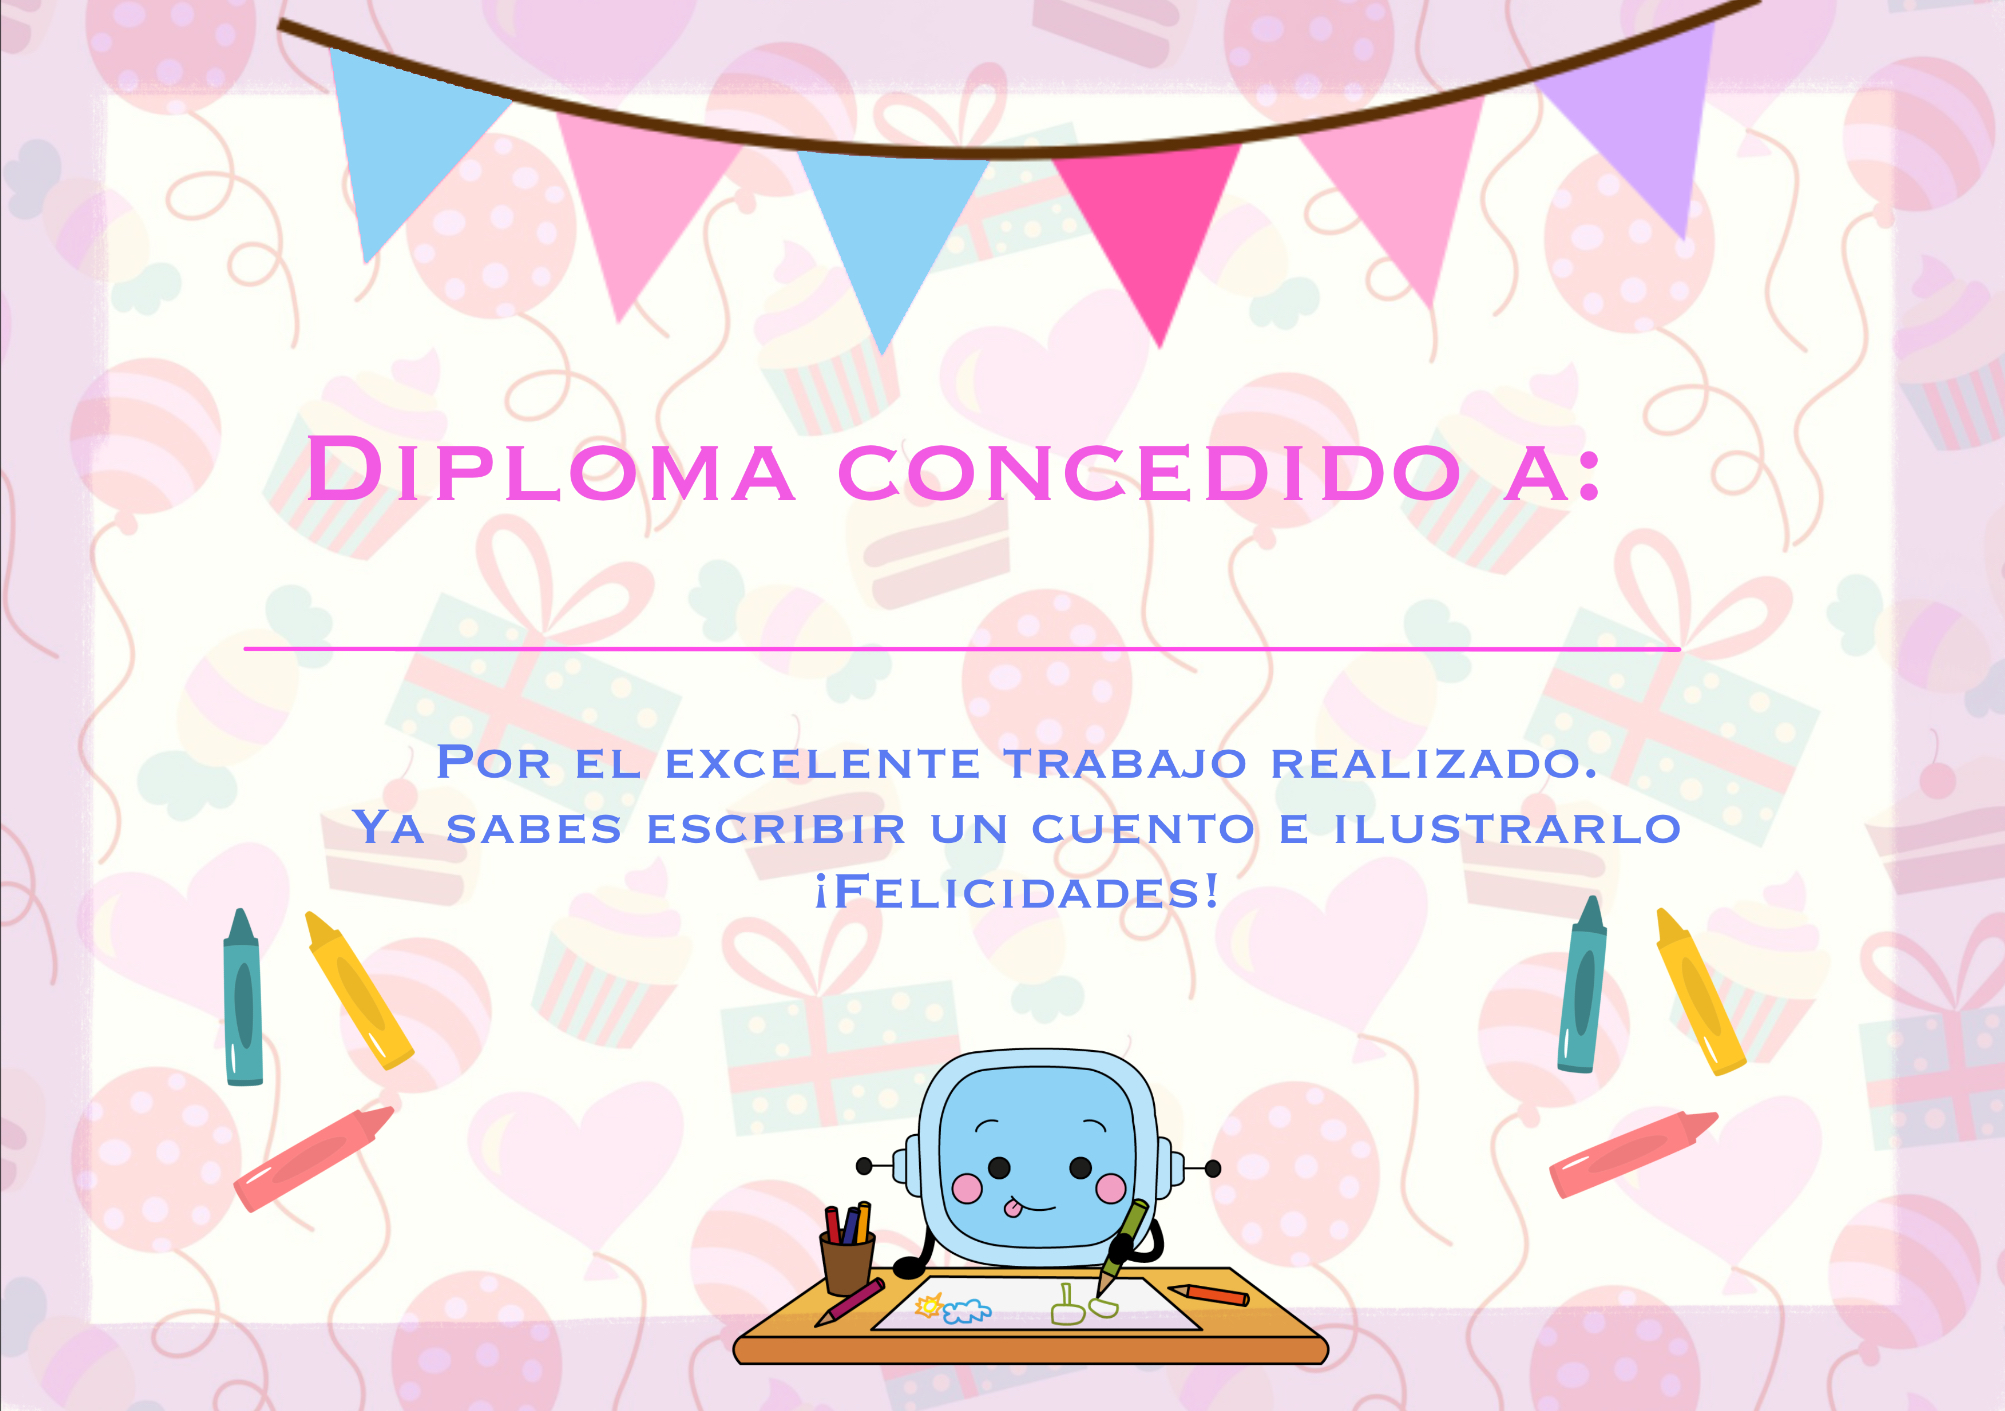 Diploma concedido a:
Por el excelente trabajo realizado.
Ya sabes escribir un cuento e ilustrarlo
¡Felicidades!